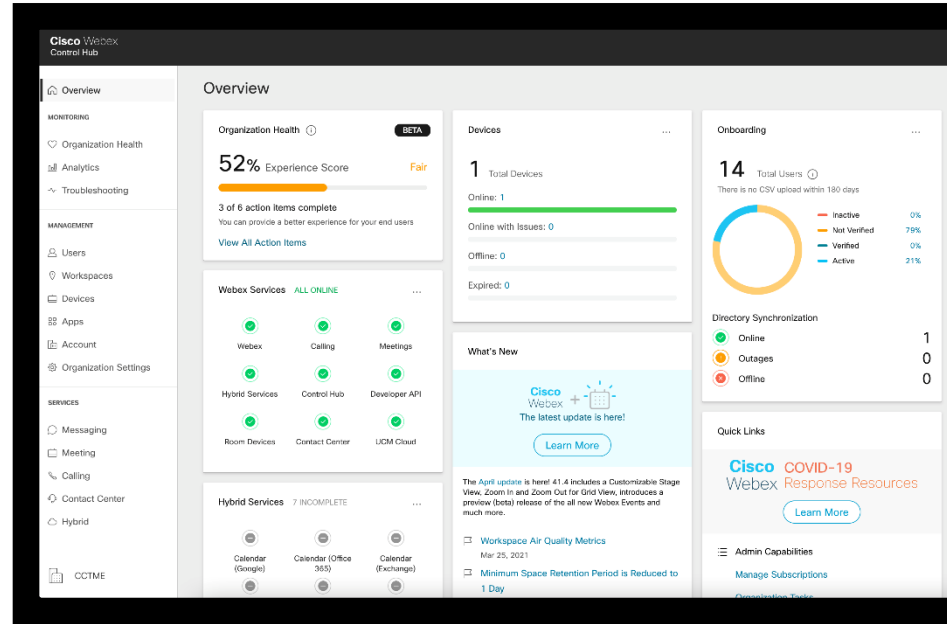 Cisco Webex
Control Hub
Overview
MONITORING
Organization Health
Analytics
Troubleshooting
MANAGEMENT
Users
Workspaces
Devices
Apps
Account
Organization Settings
SERVICES
Messaging
Meeting
Calling
Contact Center
Hybrid
CCTME
Overview
Organization Health
BETA
52% Experience Score
Fair
3 of 6 action items complete
You can provide a better experience for your end users
View All Action Items
Webex Services ALL ONLINE ...
Webex Calling Meetings
Hybrid Services Control Hub Developer API
Room Devices Contact Center UCM Cloud
Hybrid Services 7 INCOMPLETE ...
Calendar (Google)
Calendar (Office 365)
Calendar (Exchange)
Devices ...
1 Total Devices
Online: 1
Online with Issues: 0
Offline: 0
Expired: 0
What's New
Cisco
Webex +
The latest update is here!
Learn More
The April update is here! 41.4 includes a Customizable Stage
View, Zoom In and Zoom Out for Grid View, introduces a
preview (beta) release of the all new Webex Events and
much more.
Workspace Air Quality Metrics
Mar 25, 2021
Minimum Space Retention Period is Reduced to
1 Day
Onboarding ...
14 Total Users
There is no CSV upload within 180 days
Inactive 0%
Not Verified 79%
Verified 0%
Active 21%
Directory Synchronization
Online 1
Outages 0
Offline 0
Quick Links
Cisco COVID-19
Webex Response Resources
Learn More
Admin Capabilities
Manage Subscriptions
Organization Tasks